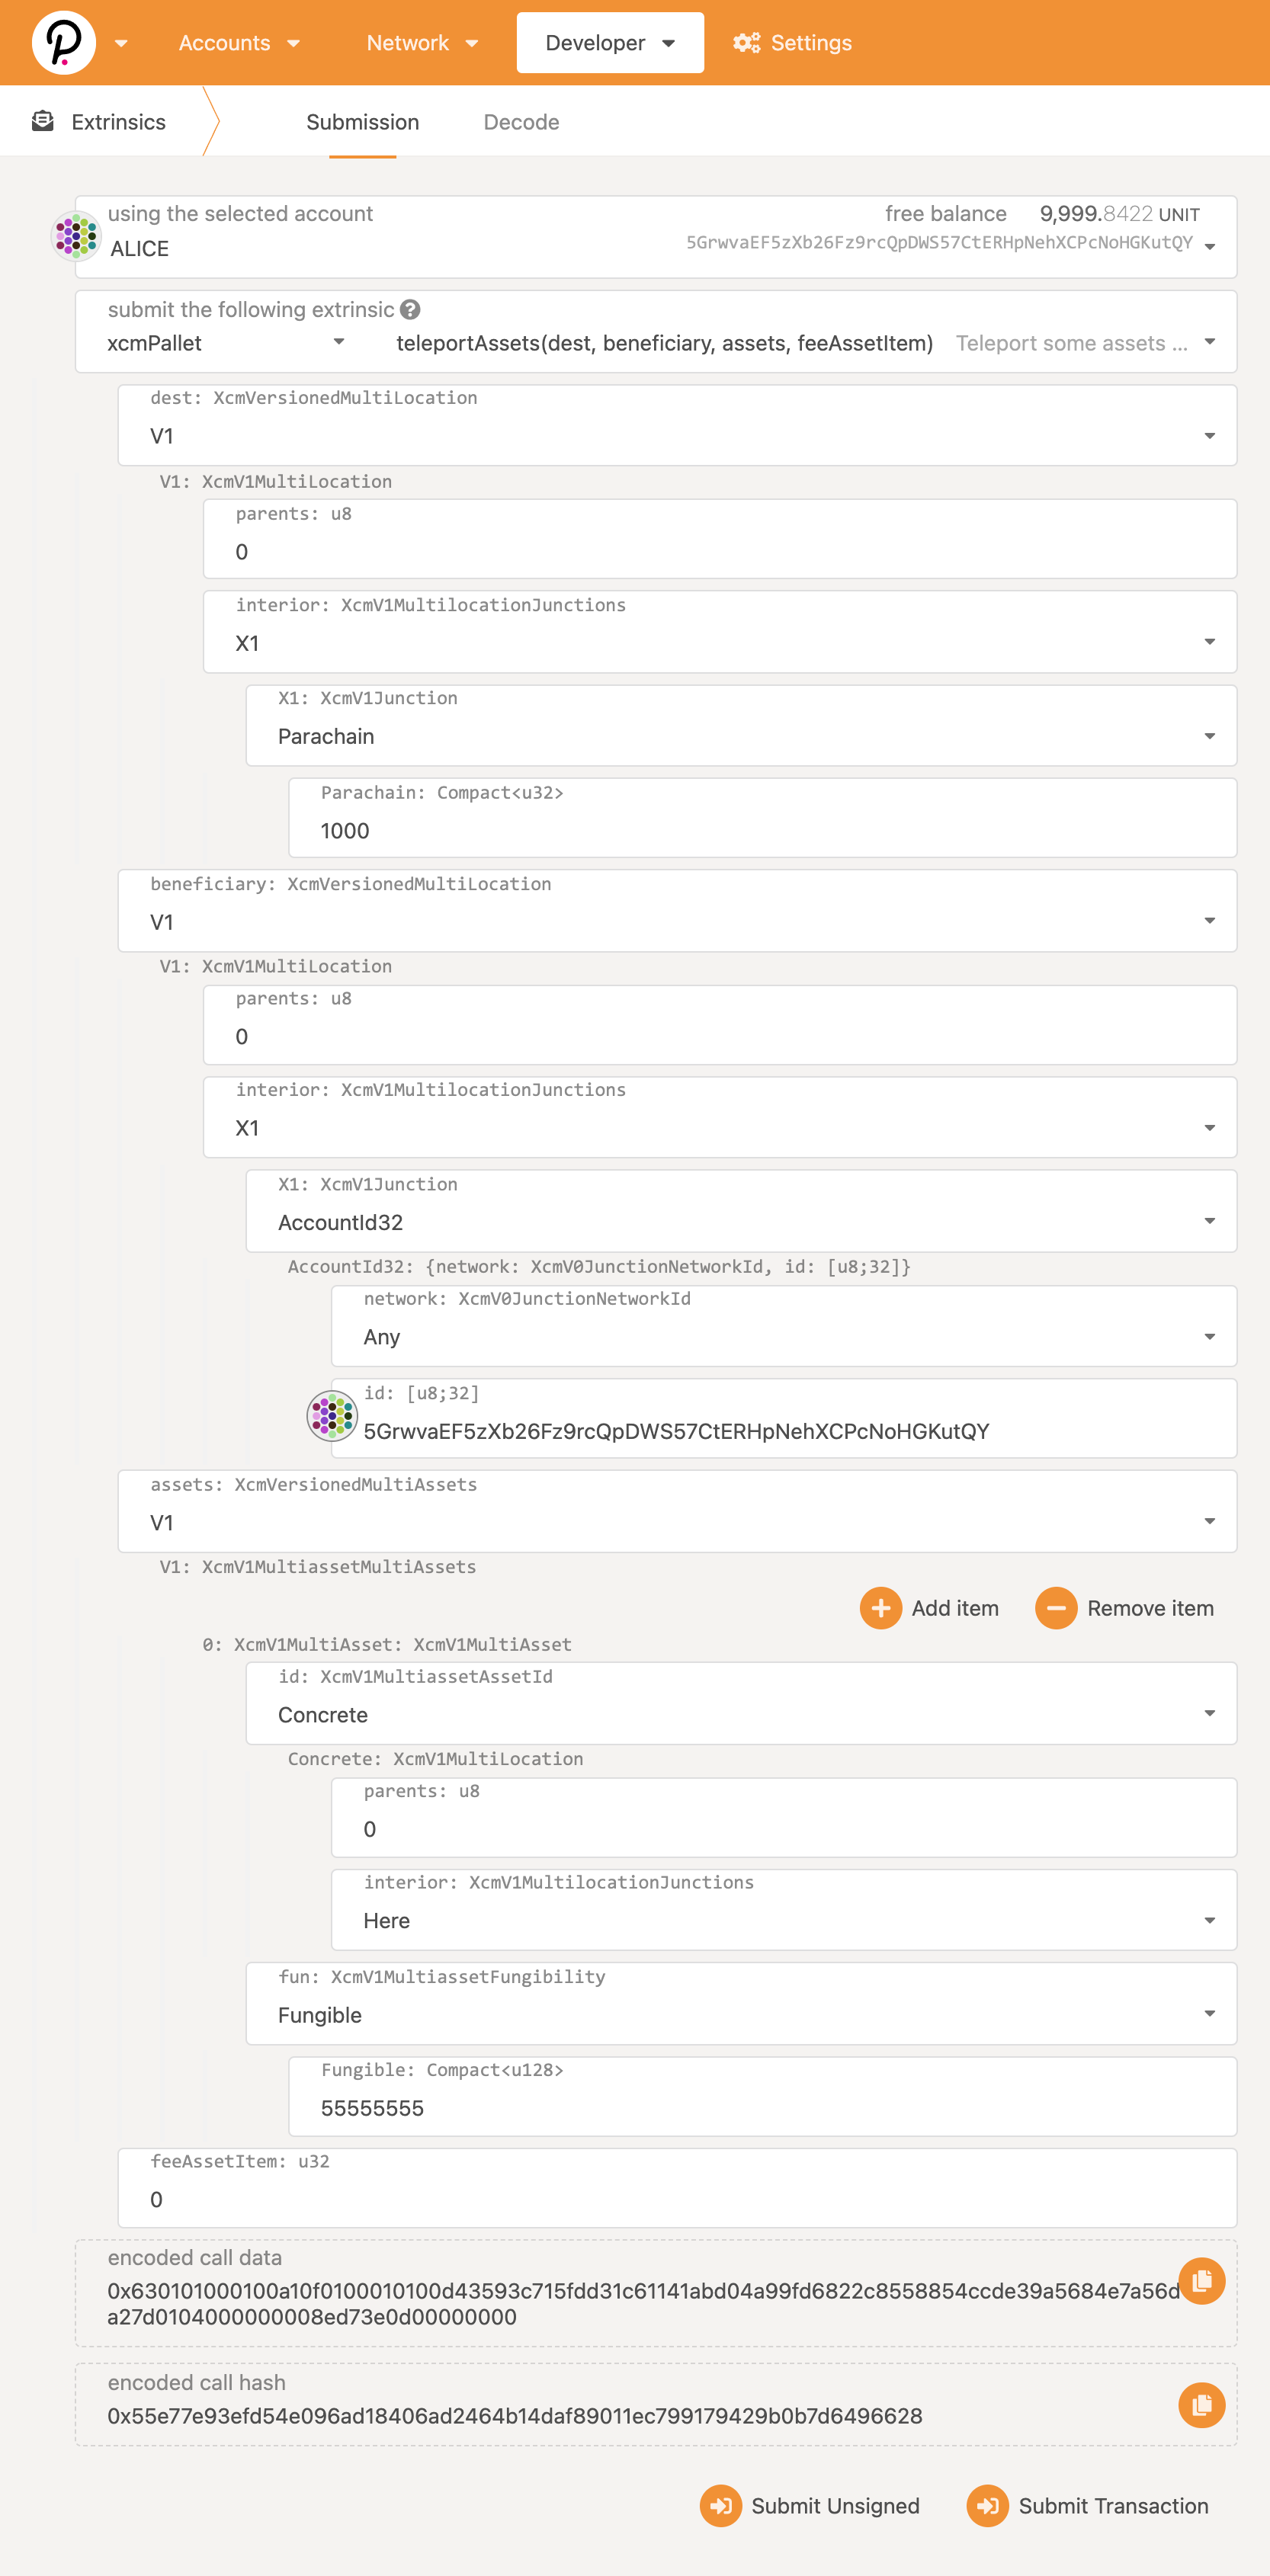 Accounts
Network
Developer
Settings
Extrinsics
Submission
Decode
using the selected account
ALICE
free balance 9,999.8422 UNIT
5GrwvaEF5zXb26Fz9rcQpDWS57CtERHpNehXCPcNoHGKutQY
submit the following extrinsic
xcmPallet
teleportAssets(dest, beneficiary, assets, feeAssetItem) Teleport some assets ...
dest: XcmVersionedMultiLocation
V1
V1: XcmV1MultiLocation
parents: u8
0
interior: XcmV1MultilocationJunctions
X1
X1: XcmV1Junction
Parachain
Parachain: Compact<u32>
1000
beneficiary: XcmVersionedMultiLocation
V1
V1: XcmV1MultiLocation
parents: u8
0
interior: XcmV1MultilocationJunctions
X1
X1: XcmV1Junction
AccountId32
AccountId32: {network: XcmV0JunctionNetworkId, id: [u8;32]}
network: XcmV0JunctionNetworkId
Any
id: [u8;32]
5GrwvaEF5zXb26Fz9rcQpDWS57CtERHpNehXCPcNoHGKutQY
assets: XcmVersionedMultiAssets
V1
V1: XcmV1MultiassetMultiAssets
Add item
Remove item
0: XcmV1MultiAsset: XcmV1MultiAsset
id: XcmV1MultiassetAssetId
Concrete
Concrete: XcmV1MultiLocation
parents: u8
0
interior: XcmV1MultilocationJunctions
Here
fun: XcmV1MultiassetFungibility
Fungible
Fungible: Compact<u128>
55555555
feeAssetItem: u32
0
encoded call data
0x630101000100a10f0100010100d43593c715fdd31c61141abd04a99fd6822c8558854ccde39a5684e7a56d
a27d0104000000008ed73e0d00000000
encoded call hash
0x55e77e93efd54e096ad18406ad2464b14daf89011ec799179429b0b7d6496628
Submit Unsigned
Submit Transaction